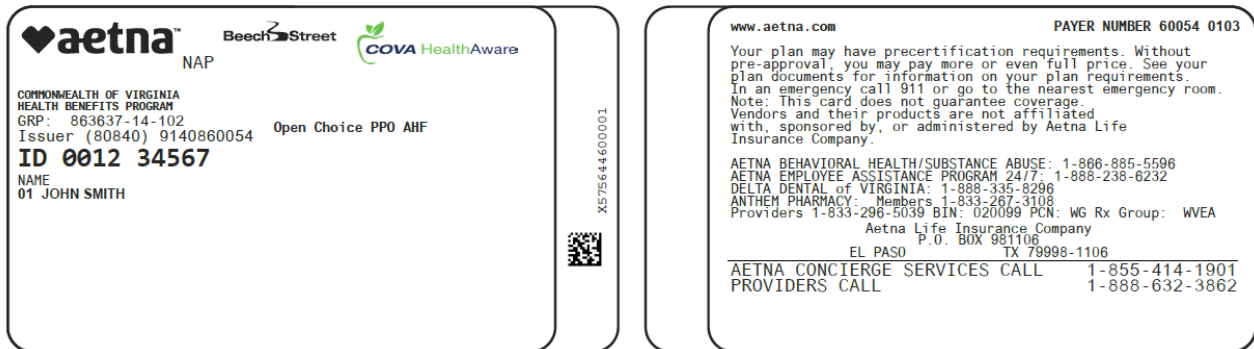 aetna™
BeechStreet
COVA HealthAware
NAP
COMMONWEALTH OF VIRGINIA
HEALTH BENEFITS PROGRAM
GRP: 863637-14-102
Issuer (80840) 9140860054
Open Choice PPO AHF
ID 0012 34567
NAME
01 JOHN SMITH
X57564460001
www.aetna.com PAYER NUMBER 60054 0103
Your plan may have precertification requirements. Without
pre-approval, you may pay more or even full price. See your
plan documents for information on your plan requirements.
In an emergency call 911 or go to the nearest emergency room.
Note: This card does not guarantee coverage.
Vendors and their products are not affiliated
with, sponsored by, or administered by Aetna Life
Insurance Company.
AETNA BEHAVIORAL HEALTH/SUBSTANCE ABUSE: 1-866-885-5596
AETNA EMPLOYEE ASSISTANCE PROGRAM 24/7: 1-888-238-6232
DELTA DENTAL of VIRGINIA: 1-888-335-8296
ANTHEM PHARMACY: Members 1-833-267-3108
Providers 1-833-296-5039 BIN: 020099 PCN: WG Rx Group: WVEA
Aetna Life Insurance Company
P.O. BOX 981106
EL PASO TX 79998-1106
AETNA CONCIERGE SERVICES CALL 1-855-414-1901
PROVIDERS CALL 1-888-632-3862